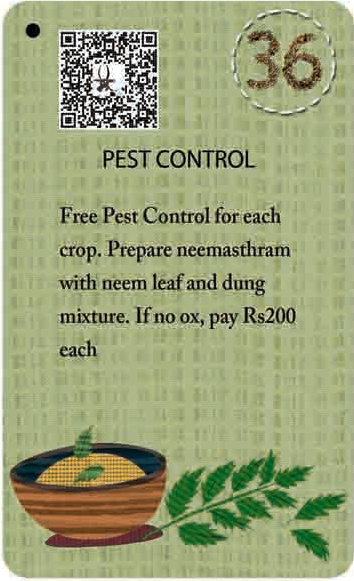 36
PEST CONTROL
Free Pest Control for each
crop. Prepare neemasthram
with neem leaf and dung
mixture. If no ox, pay Rs200
each